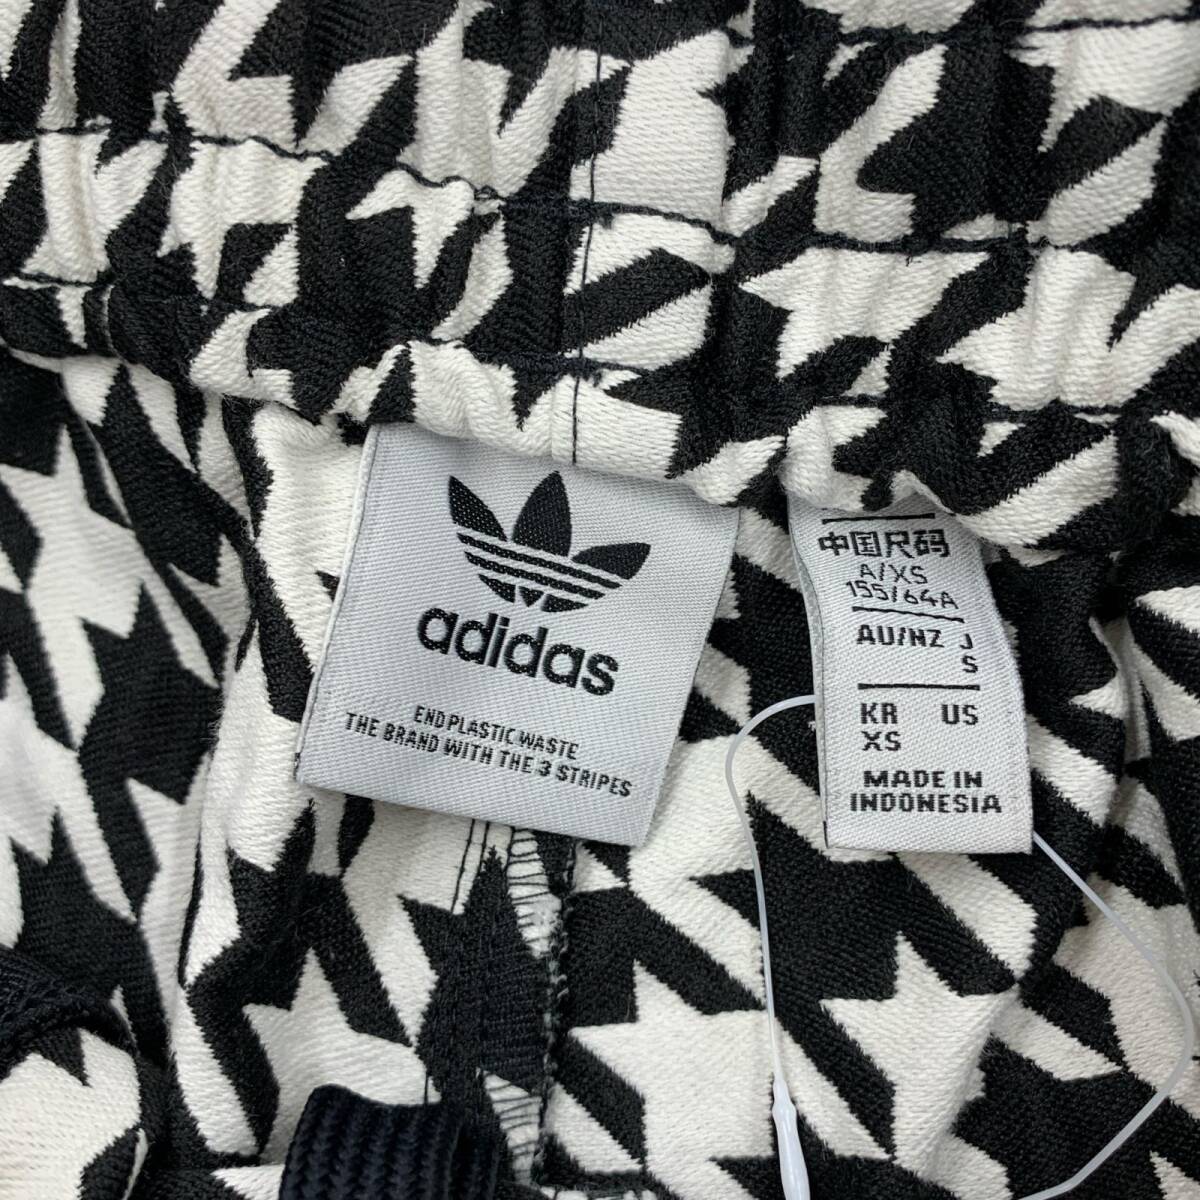 adidas
END PLASTIC WASTE
THE BRAND WITH THE 3 STRIPES
中国尺码
A/XS
155/64A
AU/NZ J
S
KR US
XS
MADE IN
INDONESIA